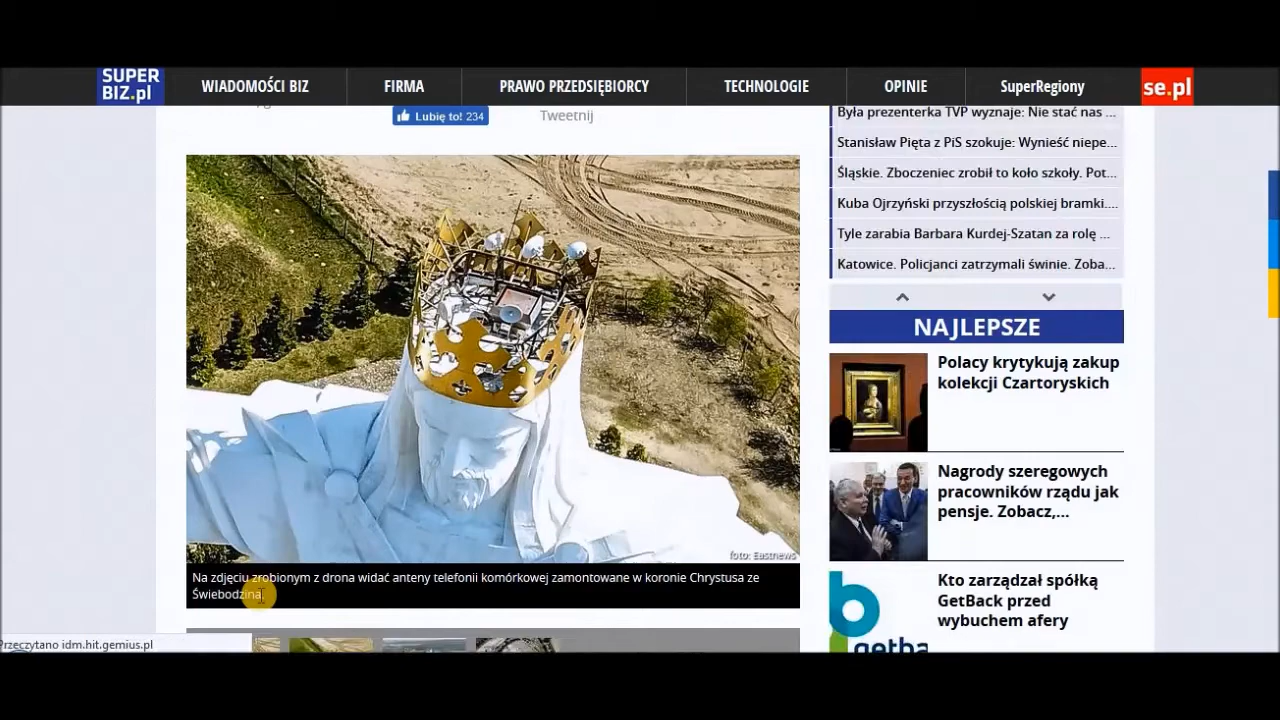 SUPER
BIZ.pl
WIADOMOŚCI BIZ
FIRMA
PRAWO PRZEDSIĘBIORCY
TECHNOLOGIE
OPINIE
SuperRegiony
se.pl
Lubię to! 234
Tweetnij
Była prezenterka TVP wyznaje: Nie stać nas ...
Stanisław Pięta z PiS szokuje: Wynieść niepe...
Śląskie. Zboczeniec zrobił to koło szkoły. Pot...
Kuba Ojrzyński przyszłością polskiej bramki....
Tyle zarabia Barbara Kurdej-Szatan za rolę ...
Katowice. Policjanci zatrzymali świnie. Zoba...
NAJLEPSZE
Polacy krytykują zakup
kolekcji Czartoryskich
Nagrody szeregowych
pracowników rządu jak
pensje. Zobacz,...
Kto zarządzał spółką
GetBack przed
wybuchem afery
getba
foto: Eastnews
Na zdjęciu zrobionym z drona widać anteny telefonii komórkowej zamontowane w koronie Chrystusa ze
Świebodzina.
Przeczytano idm.hit.gemius.pl